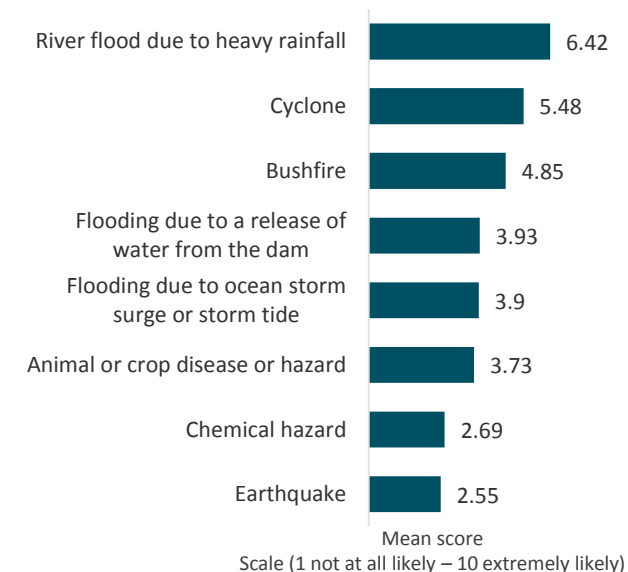 River flood due to heavy rainfall 6.42
Cyclone 5.48
Bushfire 4.85
Flooding due to a release of
water from the dam 3.93
Flooding due to ocean storm
surge or storm tide 3.9
Animal or crop disease or hazard 3.73
Chemical hazard 2.69
Earthquake 2.55
Mean score
Scale (1 not at all likely – 10 extremely likely)